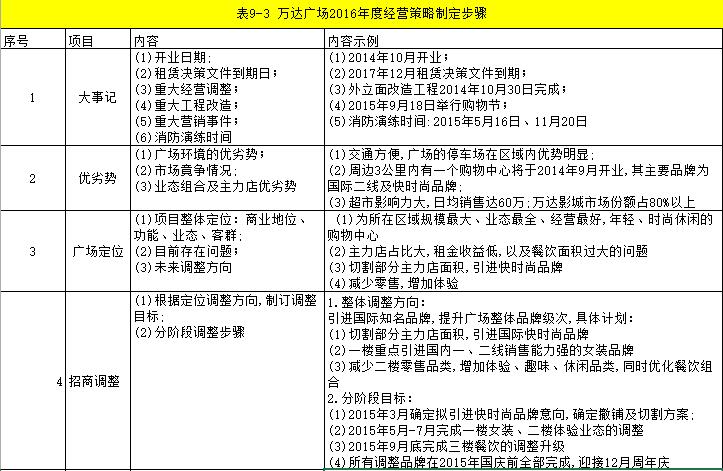 表9-3 万达广场2016年度经营策略制定步骤
序号 项目 内容 内容示例
1 大事记
(1)开业日期;
(2)租赁决策文件到期日;
(3)重大经营调整;
(4)重大工程改造;
(5)重大营销事件;
(6)消防演练时间
(1)2014年10月开业;
(2)2017年12月租赁决策文件到期;
(3)外立面改造工程2014年10月30日完成;
(4)2015年9月18日举行购物节;
(5)消防演练时间:2015年5月16日、11月20日
2 优劣势
(1)广场环境的优劣势;
(2)市场竟争情况;
(3)业态组合及主力店优劣势
(1)交通方便,广场的停车场在区域内优势明显;
(2)周边3公里内有一个购物中心将于2014年9月开业,其主要品牌为
国际二线及快时尚品牌;
(3)超市影响力大,日均销售达60万;万达影城市场份额占80%以上
3 广场定位
(1)项目整体定位: 商业地位、
功能、业态、客群;
(2)目前存在问题;
(3)未来调整方向
(1)为所在区域规模最大、业态最全、经营最好,年轻、时尚休闲的
购物中心
(2)主力店占比大,租金收益低,以及餐饮面积过大的问题
(3)切割部分主力店面积,引进快时尚品牌
(4)减少零售,增加体验
4 招商调整
(1)根据定位调整方向,制订调整
目标;
(2)分阶段调整步骤
1.整体调整方向:
引进国际知名品牌,提升广场整体品牌级次,具体计划:
(1)切割部分主力店面积,引进国际快时尚品牌
(2)一楼重点引进国内一、二线销售能力强的女装品牌
(3)减少二楼零售品类,增加体验、趣味、休闲品类,同时优化餐饮组
合
2.分阶段目标:
(1)2015年3月确定拟引进快时尚品牌意向,确定撤铺及切割方案;
(2)2015年5月-7月完成一楼女装、二楼体验业态的调整
(3)2015年9月底完成三楼餐饮的调整升级
(4)所有调整品牌在2015年国庆前全部完成,迎接12月周年庆